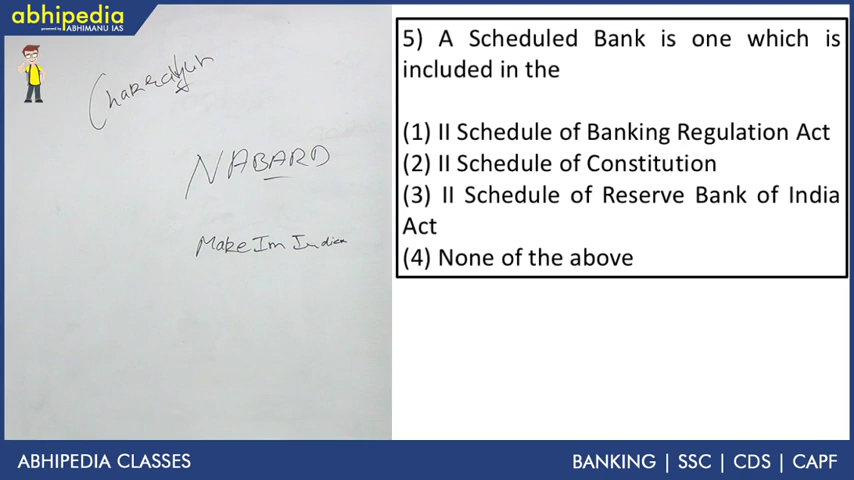 abhipedia
powered by ABHIMANU IAS
NABARD
Make Im India
5) A Scheduled Bank is one which is
included in the
(1) II Schedule of Banking Regulation Act
(2) II Schedule of Constitution
(3) II Schedule of Reserve Bank of India
Act
(4) None of the above
ABHIPEDIA CLASSES
BANKING | SSC | CDS | CAPF